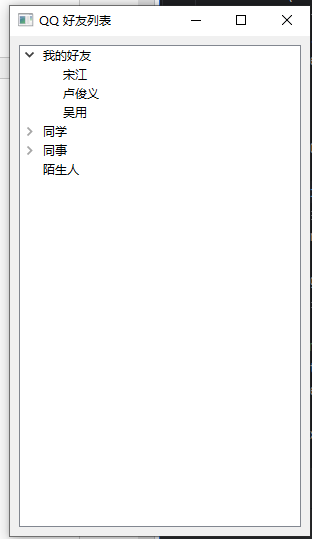 QQ 好友列表
我的好友
宋江
卢俊义
吴用
同学
同事
陌生人